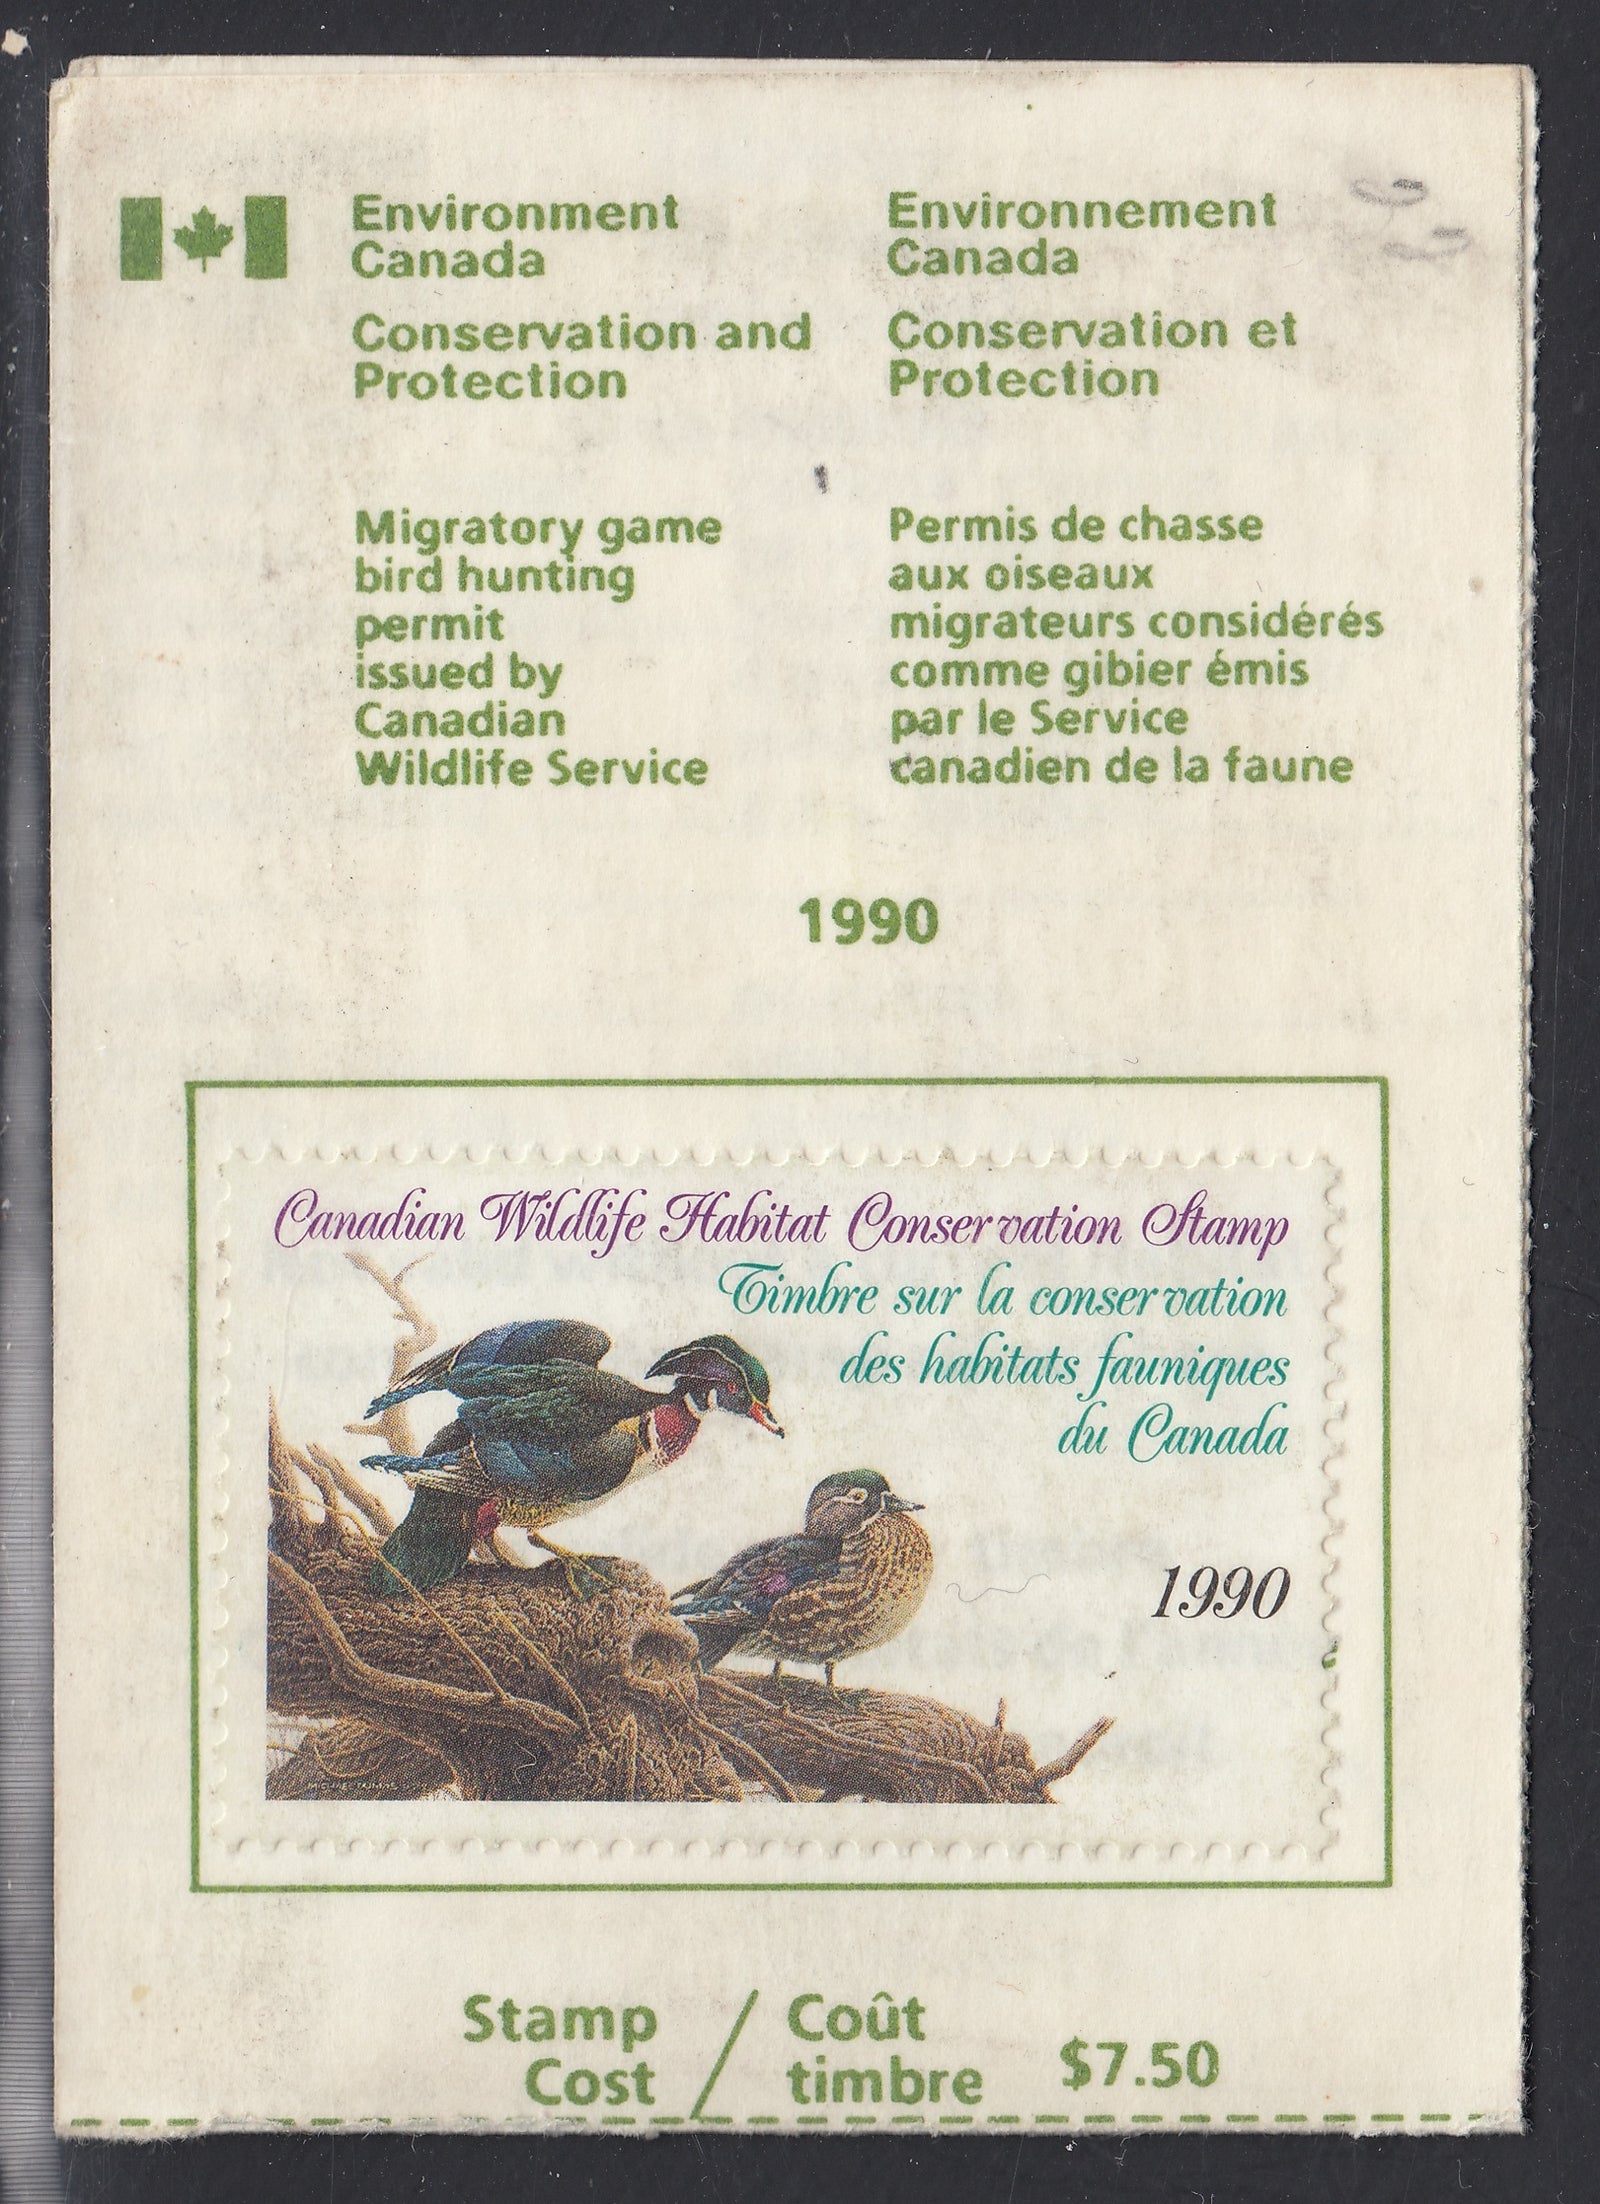 Environment
Canada
Environnement
Canada
Conservation and
Protection
Conservation et
Protection
Migratory game
bird hunting
permit
issued by
Canadian
Wildlife Service
Permis de chasse
aux oiseaux
migrateurs considérés
comme gibier émis
par le Service
canadien de la faune
1990
Canadian Wildlife Habitat Conservation Stamp
Timbre sur la conservation
des habitats fauniques
du Canada
1990
MICHAEL DUMAS
Stamp
Cost
/
Coût
timbre
$7.50